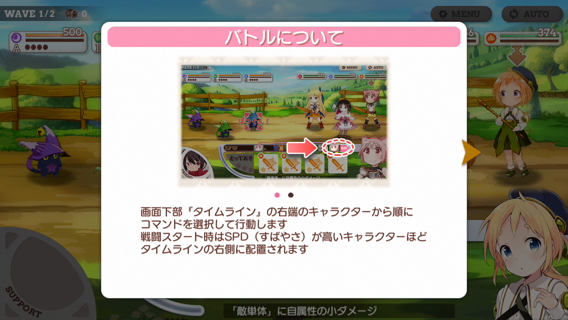 WAVE 1/2
0
MENU
AUTO
500
374
バトルについて
画面下部「タイムライン」の右端のキャラクターから順に
コマンドを選択して行動します
戦闘スタート時はSPD（すばやさ）が高いキャラクターほど
タイムラインの右側に配置されます
SUPPORT
「敵単体」に自属性の小ダメージ